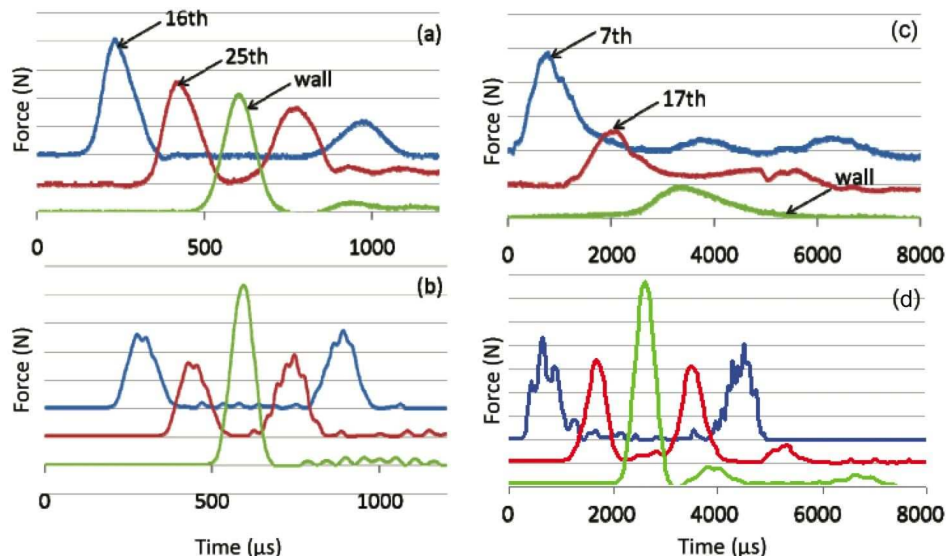 (a)
16th
25th
wall
Force (N)
0 500 1000
(c)
7th
17th
wall
Force (N)
0 2000 4000 6000 8000
(b)
Force (N)
0 500 1000
Time (µs)
(d)
Force (N)
0 2000 4000 6000 8000
Time (µs)